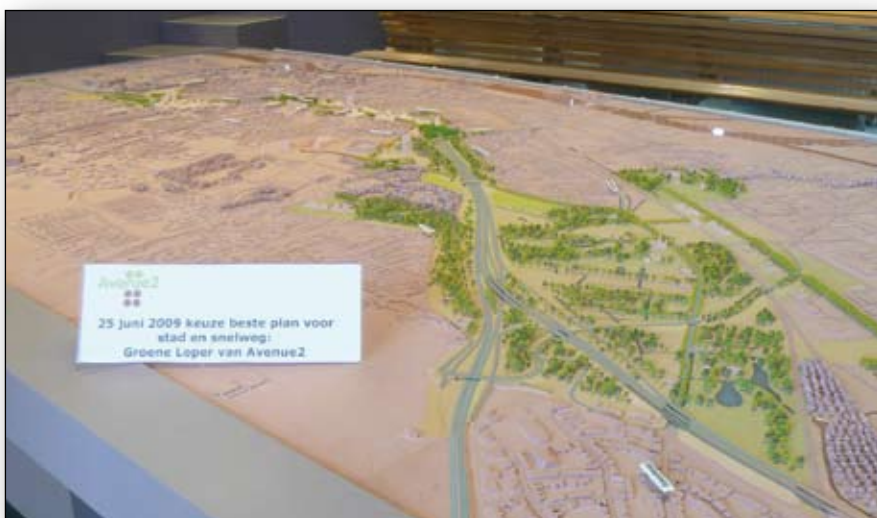 Avenue2
25 juni 2009 keuze beste plan voor
stad en snelweg:
Groene Loper van Avenue2